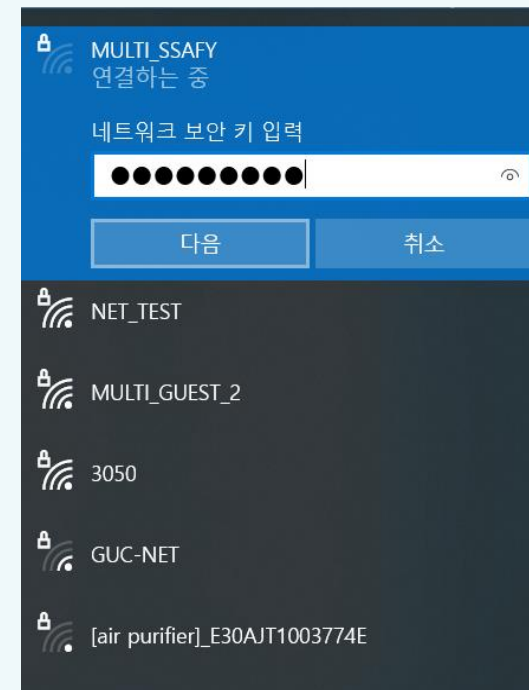 MULTI_SSAFY
연결하는 중
네트워크 보안 키 입력
●●●●●●●●●
다음 취소
NET_TEST
MULTI_GUEST_2
3050
GUC-NET
[air purifier]_E30AJT1003774E